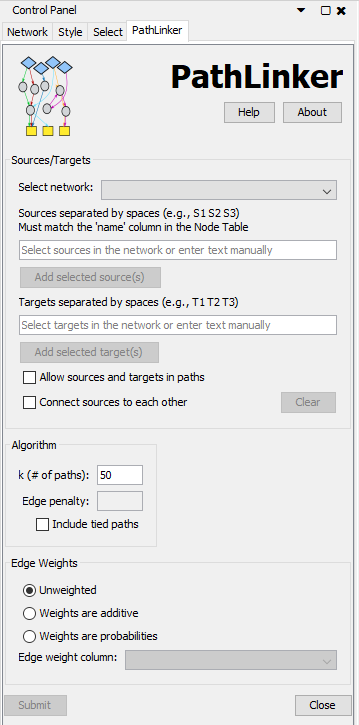 Control Panel
Network Style Select PathLinker
PathLinker
Help About
Sources/Targets
Select network:
Sources separated by spaces (e.g., S1 S2 S3)
Must match the 'name' column in the Node Table
Select sources in the network or enter text manually
Add selected source(s)
Targets separated by spaces (e.g., T1 T2 T3)
Select targets in the network or enter text manually
Add selected target(s)
Allow sources and targets in paths
Connect sources to each other Clear
Algorithm
k (# of paths): 50
Edge penalty:
Include tied paths
Edge Weights
Unweighted
Weights are additive
Weights are probabilities
Edge weight column:
Submit Close